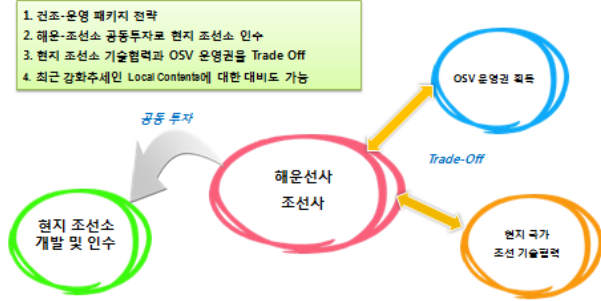 1. 건조-운영 패키지 전략
2. 해운-조선소 공동투자로 현지 조선소 인수
3. 현지 조선소 기술협력과 OSV 운영권을 Trade Off
4. 최근 강화추세인 Local Contents에 대한 대비도 가능
OSV 운영권 획득
공동 투자
Trade-Off
해운선사
조선사
현지 조선소
개발 및 인수
현지 국가
조선 기술협력